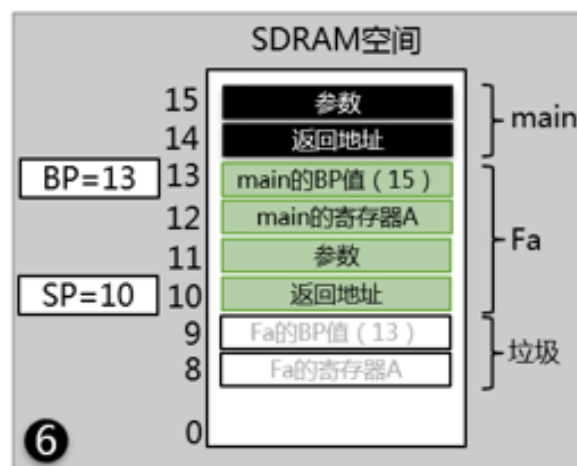 SDRAM空间
15 参数
14 返回地址
main
BP=13 13 main的BP值（15）
12 main的寄存器A
11 参数
Fa
SP=10 10 返回地址
9 Fa的BP值（13）
8 Fa的寄存器A
垃圾
0
6